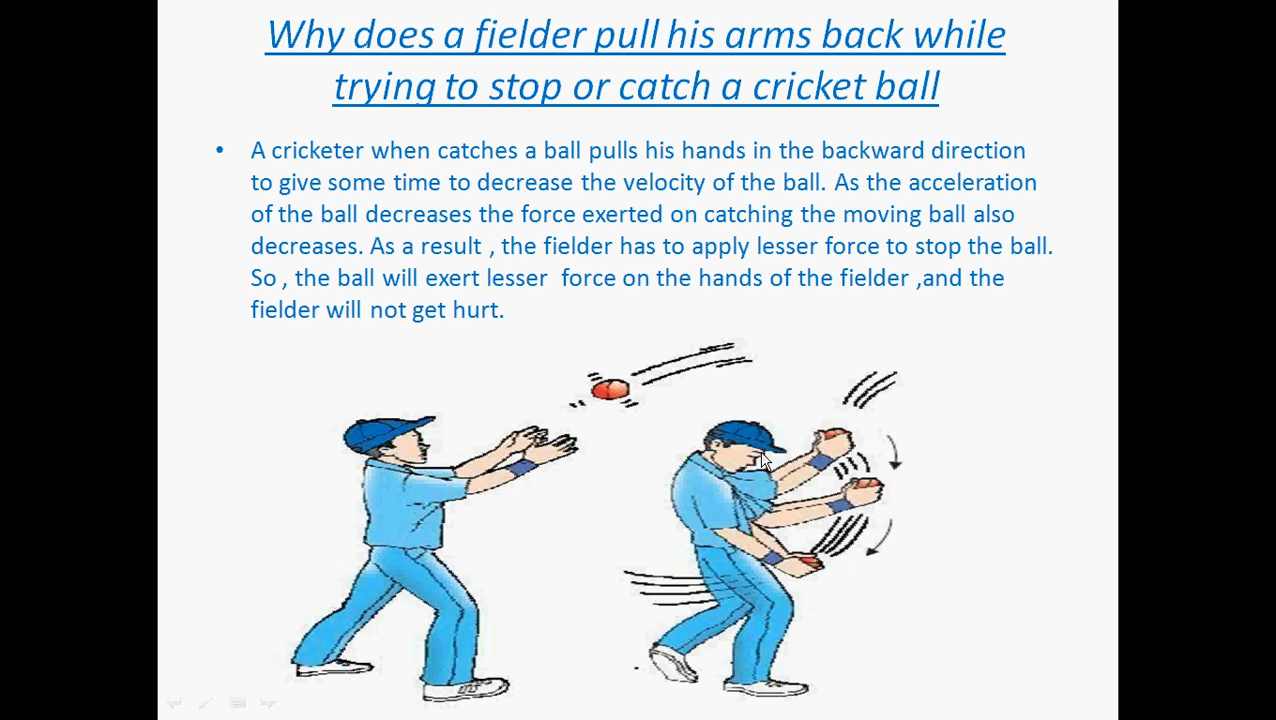 Why does a fielder pull his arms back while
trying to stop or catch a cricket ball
• A cricketer when catches a ball pulls his hands in the backward direction
to give some time to decrease the velocity of the ball. As the acceleration
of the ball decreases the force exerted on catching the moving ball also
decreases. As a result , the fielder has to apply lesser force to stop the ball.
So , the ball will exert lesser  force on the hands of the fielder ,and the
fielder will not get hurt.